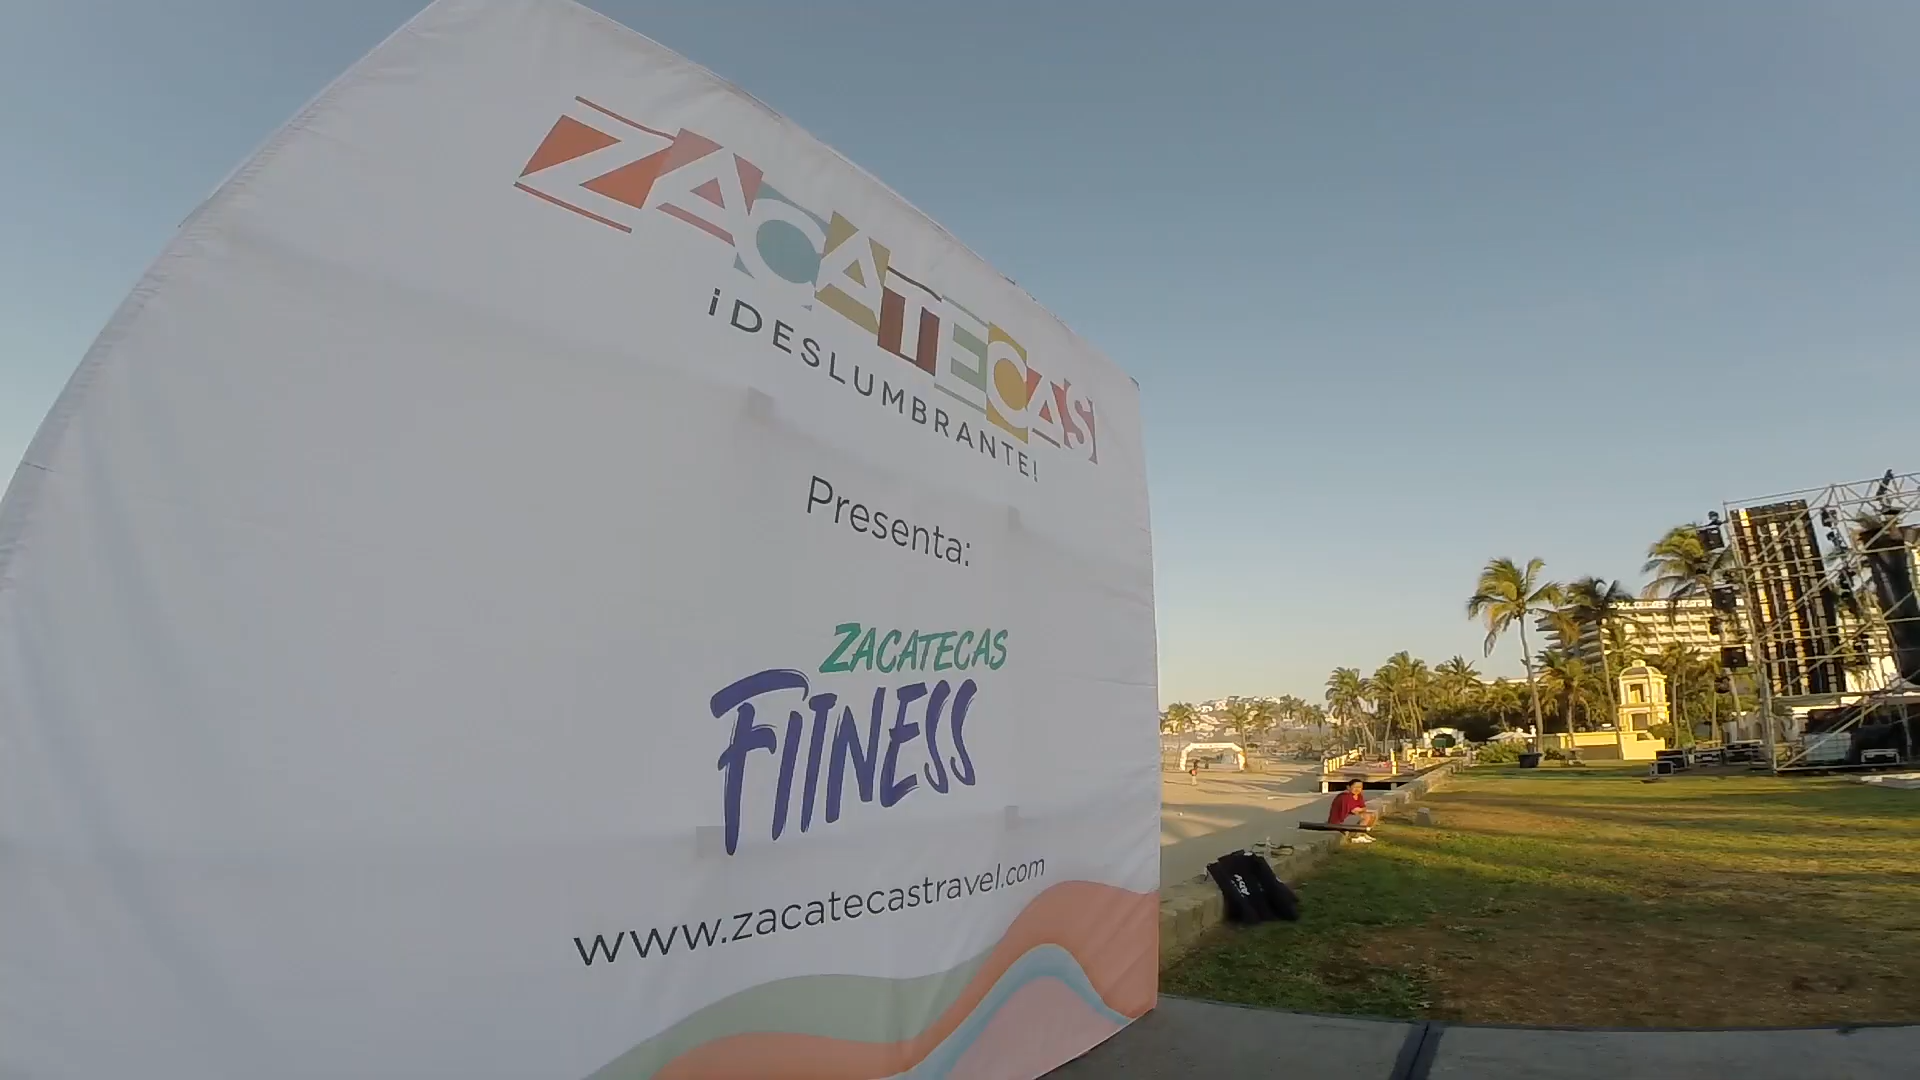 ZACATECAS
¡DESLUMBRANTE!
Presenta:
ZACATECAS
FITNESS
www.zacatecastravel.com